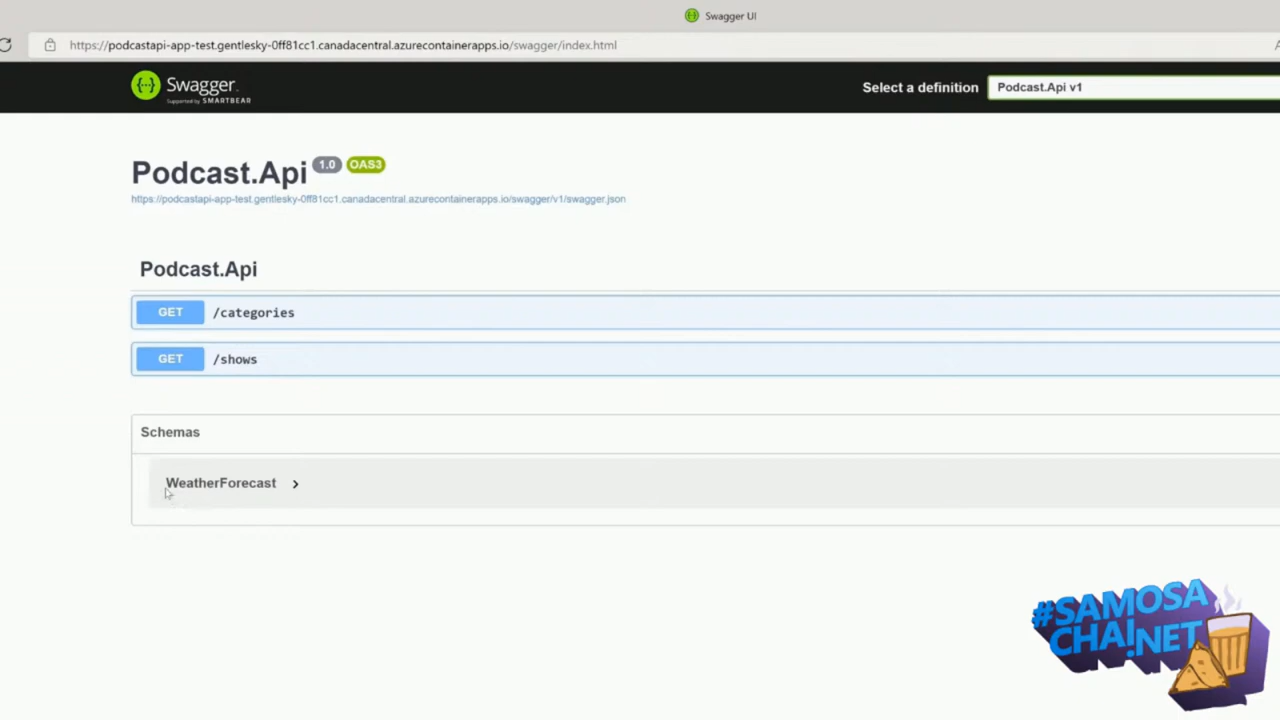 Swagger UI
https://podcastapi-app-test.gentlesky-0ff81cc1.canadacentral.azurecontainerapps.io/swagger/index.html
Swagger.
Supported by SMARTBEAR
Select a definition
Podcast.Api v1
Podcast.Api 1.0 OAS3
https://podcastapi-app-test.gentlesky-0ff81cc1.canadacentral.azurecontainerapps.io/swagger/v1/swagger.json
Podcast.Api
GET /categories
GET /shows
Schemas
WeatherForecast
#SAMOSA
CHAI.NET